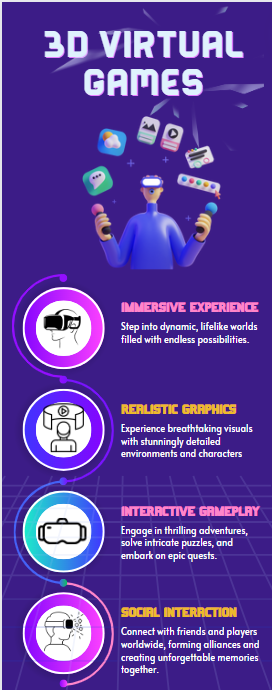 3D VIRTUAL
GAMES
IMMERSIVE EXPERIENCE
Step into dynamic, lifelike worlds
filled with endless possibilities.
REALISTIC GRAPHICS
Experience breathtaking visuals
with stunningly detailed
environments and characters
INTERACTIVE GAMEPLAY
Engage in thrilling adventures,
solve intricate puzzles, and
embark on epic quests.
SOCIAL INTERACTION
Connect with friends and players
worldwide, forming alliances and
creating unforgettable memories
together.